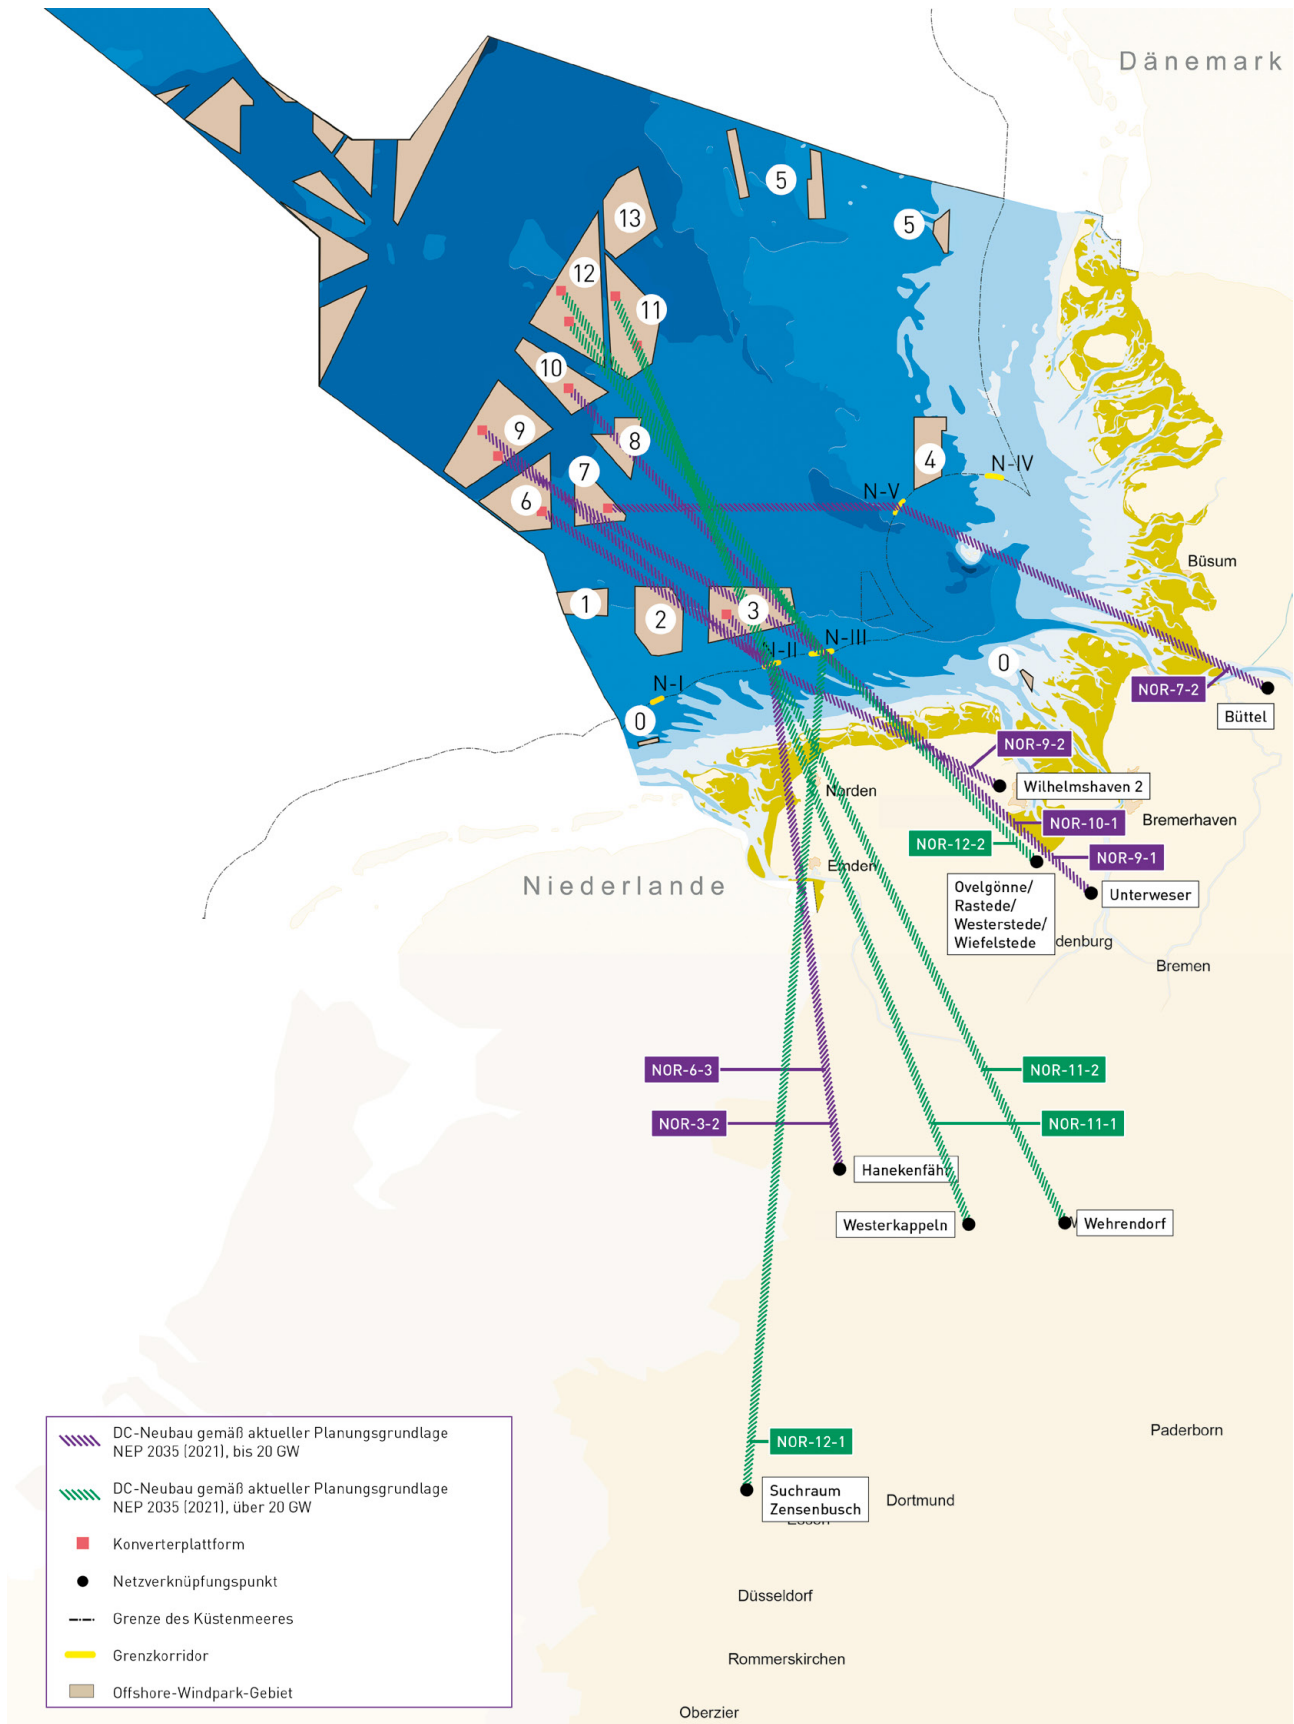 Dänemark
5
13
5
12
11
10
9
8
4
N-IV
7
N-V
6
Büsum
1
3
2
N-II
N-III
0
N-I
NOR-7-2
0
Büttel
NOR-9-2
Wilhelmshaven 2
Norden
NOR-10-1
Bremerhaven
NOR-12-2
NOR-9-1
Emden
Niederlande
Ovelgönne/
Rastede/
Westerstede/
Wiefelstede
Unterweser
denburg
Bremen
NOR-6-3
NOR-11-2
NOR-3-2
NOR-11-1
Hanekenfähr
Westerkappeln
Wehrendorf
NOR-12-1
Suchraum
Zensenbusch
Paderborn
Dortmund
Essen
Düsseldorf
Rommerskirchen
Oberzier
DC-Neubau gemäß aktueller Planungsgrundlage
NEP 2035 (2021), bis 20 GW
DC-Neubau gemäß aktueller Planungsgrundlage
NEP 2035 (2021), über 20 GW
Konverterplattform
Netzverknüpfungspunkt
Grenze des Küstenmeeres
Grenzkorridor
Offshore-Windpark-Gebiet